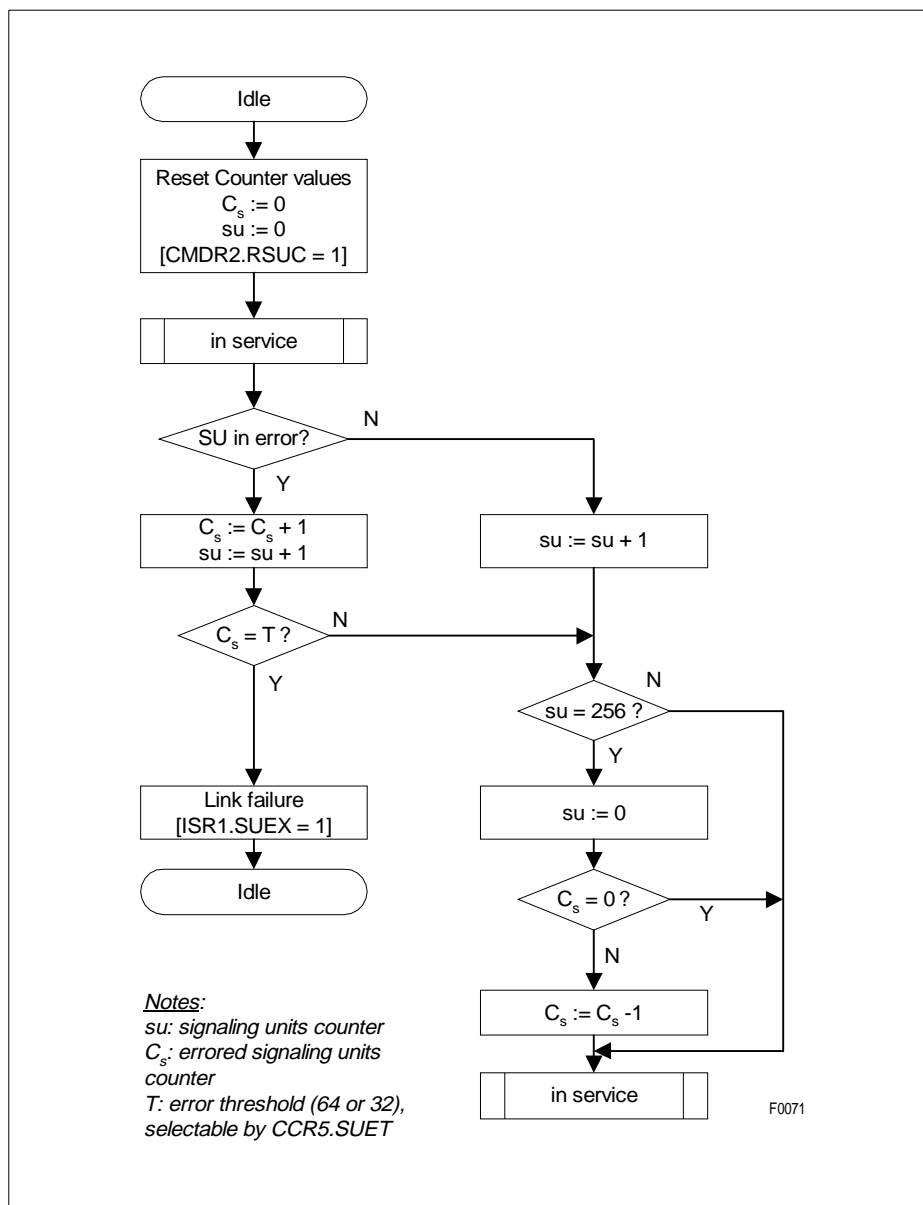 Idle
Reset Counter values
Cₛ := 0
su := 0
[CMDR2.RSUC = 1]
in service
SU in error?
N
Y
Cₛ := Cₛ + 1
su := su + 1
su := su + 1
Cₛ = T ?
N
Y
su = 256 ?
N
Y
Link failure
[ISR1.SUEX = 1]
su := 0
Idle
Cₛ = 0 ?
Y
N
Cₛ := Cₛ -1
in service
Notes:
su: signaling units counter
Cₛ: errored signaling units
counter
T: error threshold (64 or 32),
selectable by CCR5.SUET
F0071